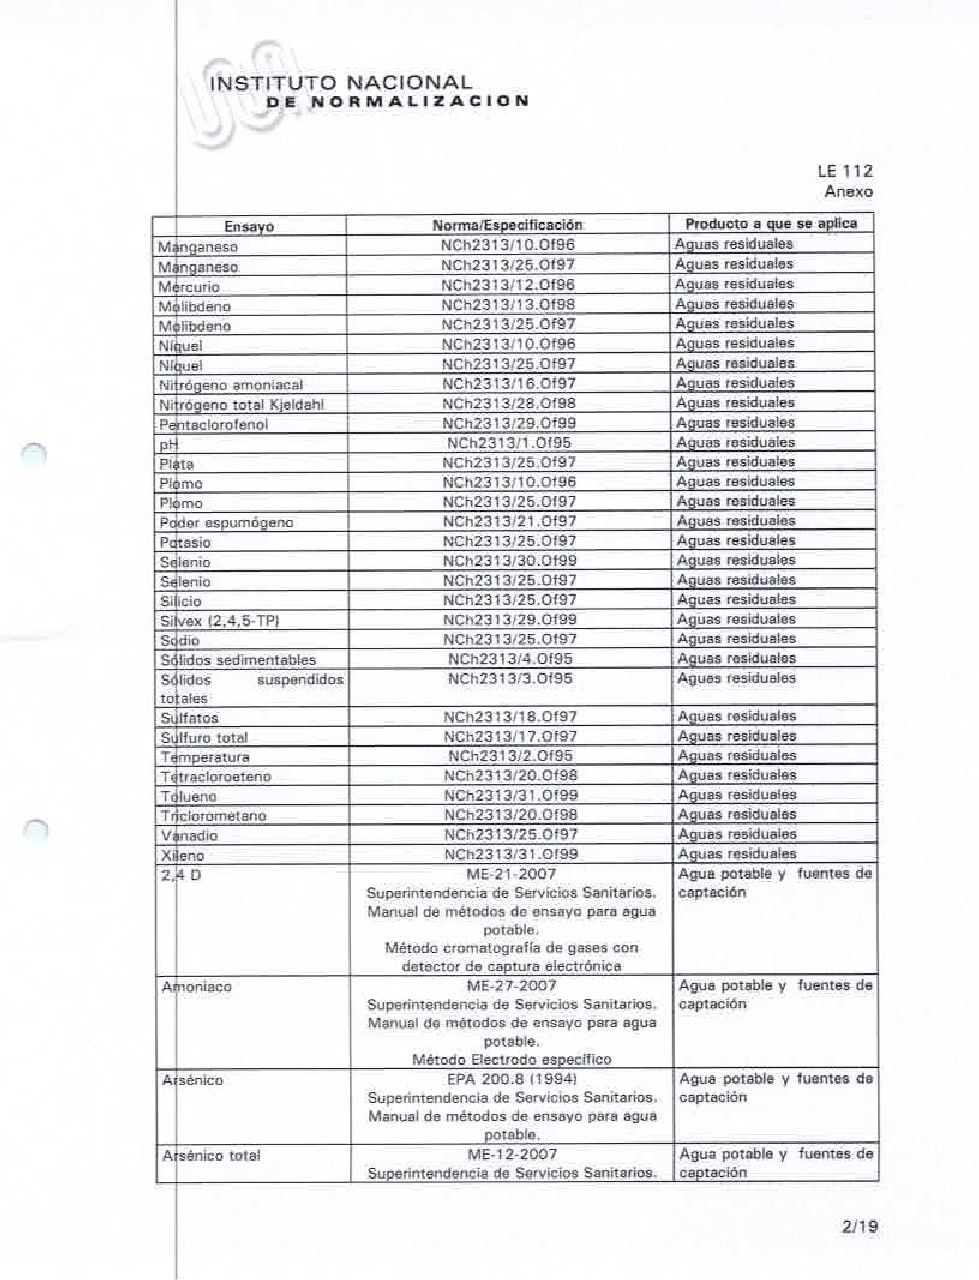 INSTITUTO NACIONAL
DE NORMALIZACION
LE 112
Anexo
Ensayo Norma/Especificación Producto a que se aplica
Manganeso NCh2313/10.Of96 Aguas residuales
Manganeso NCh2313/25.Of97 Aguas residuales
Mercurio NCh2313/12.Of96 Aguas residuales
Molibdeno NCh2313/13.Of98 Aguas residuales
Molibdeno NCh2313/25.Of97 Aguas residuales
Níquel NCh2313/10.Of96 Aguas residuales
Níquel NCh2313/25.Of97 Aguas residuales
Nitrógeno amoniacal NCh2313/16.Of97 Aguas residuales
Nitrógeno total Kjeldahl NCh2313/28.Of98 Aguas residuales
Pentaclorofenol NCh2313/29.Of99 Aguas residuales
pH NCh2313/1.Of95 Aguas residuales
Plata NCh2313/25.Of97 Aguas residuales
Plomo NCh2313/10.Of96 Aguas residuales
Plomo NCh2313/25.Of97 Aguas residuales
Poder espumógeno NCh2313/21.Of97 Aguas residuales
Potasio NCh2313/25.Of97 Aguas residuales
Selenio NCh2313/30.Of99 Aguas residuales
Selenio NCh2313/25.Of97 Aguas residuales
Silicio NCh2313/25.Of97 Aguas residuales
Silvex (2,4,5-TP) NCh2313/29.Of99 Aguas residuales
Sodio NCh2313/25.Of97 Aguas residuales
Sólidos sedimentables NCh2313/4.Of95 Aguas residuales
Sólidos suspendidos NCh2313/3.Of95 Aguas residuales
totales
Sulfatos NCh2313/18.Of97 Aguas residuales
Sulfuro total NCh2313/17.Of97 Aguas residuales
Temperatura NCh2313/2.Of95 Aguas residuales
Tetracloroeteno NCh2313/20.Of98 Aguas residuales
Tolueno NCh2313/31.Of99 Aguas residuales
Triclorometano NCh2313/20.Of98 Aguas residuales
Vanadio NCh2313/25.Of97 Aguas residuales
Xileno NCh2313/31.Of99 Aguas residuales
2,4 D ME-21-2007 Agua potable y fuentes de
Superintendencia de Servicios Sanitarios. captación
Manual de métodos de ensayo para agua
potable.
Método cromatografía de gases con
detector de captura electrónica
Amoniaco ME-27-2007 Agua potable y fuentes de
Superintendencia de Servicios Sanitarios. captación
Manual de métodos de ensayo para agua
potable.
Método Electrodo específico
Arsénico EPA 200.8 (1994) Agua potable y fuentes de
Superintendencia de Servicios Sanitarios. captación
Manual de métodos de ensayo para agua
potable.
Arsénico total ME-12-2007 Agua potable y fuentes de
Superintendencia de Servicios Sanitarios. captación
2/19